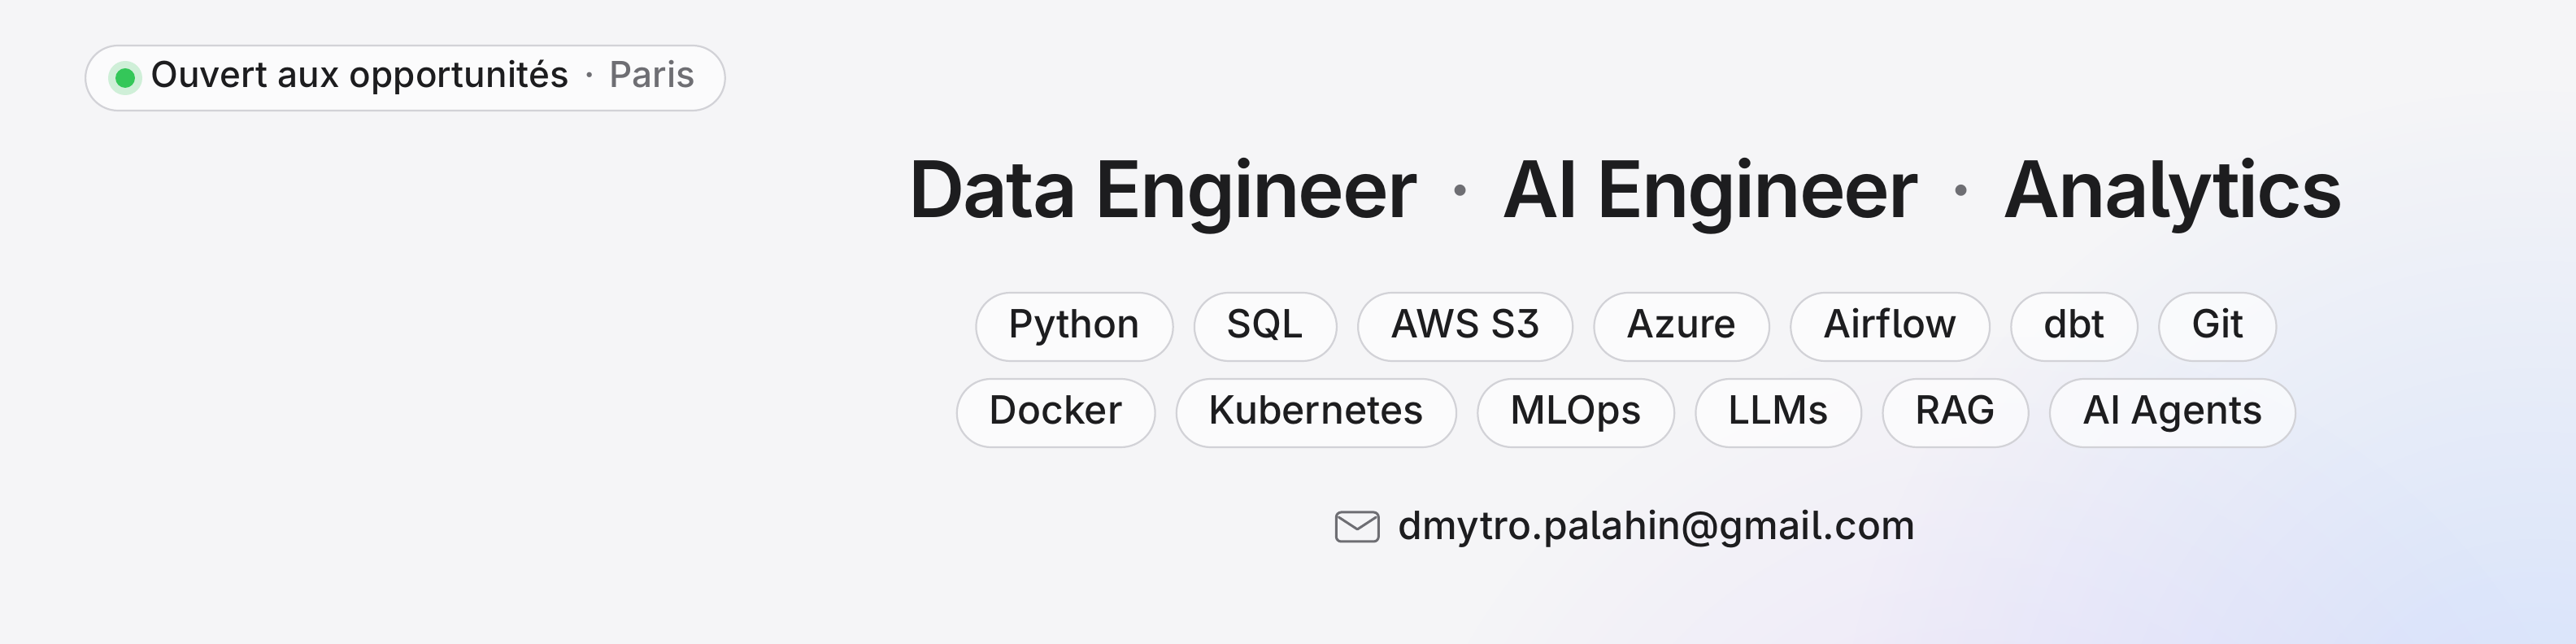 Ouvert aux opportunités · Paris
Data Engineer · AI Engineer · Analytics
Python SQL AWS S3 Azure Airflow dbt Git
Docker Kubernetes MLOps LLMs RAG AI Agents
dmytro.palahin@gmail.com